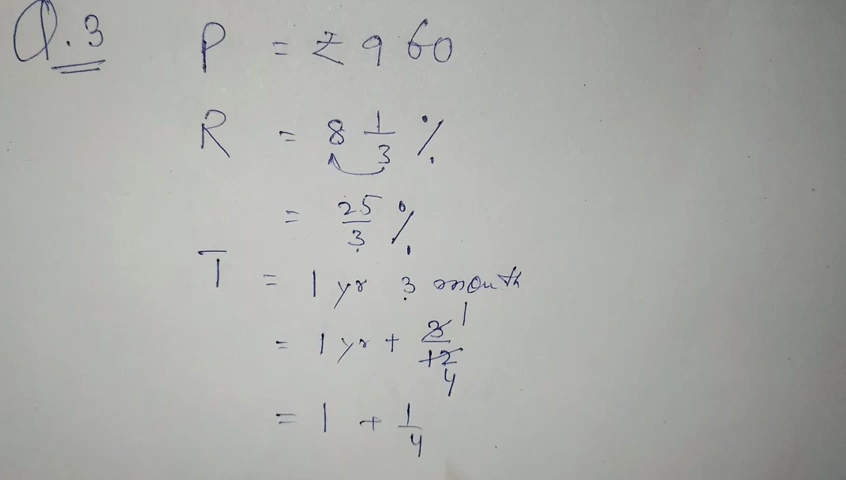 Q.3 P = ₹ 960
R = 8 1/3 %
= 25/3 %
T = 1 yr 3 month
= 1 yr + 3/12 1 4
= 1 + 1/4